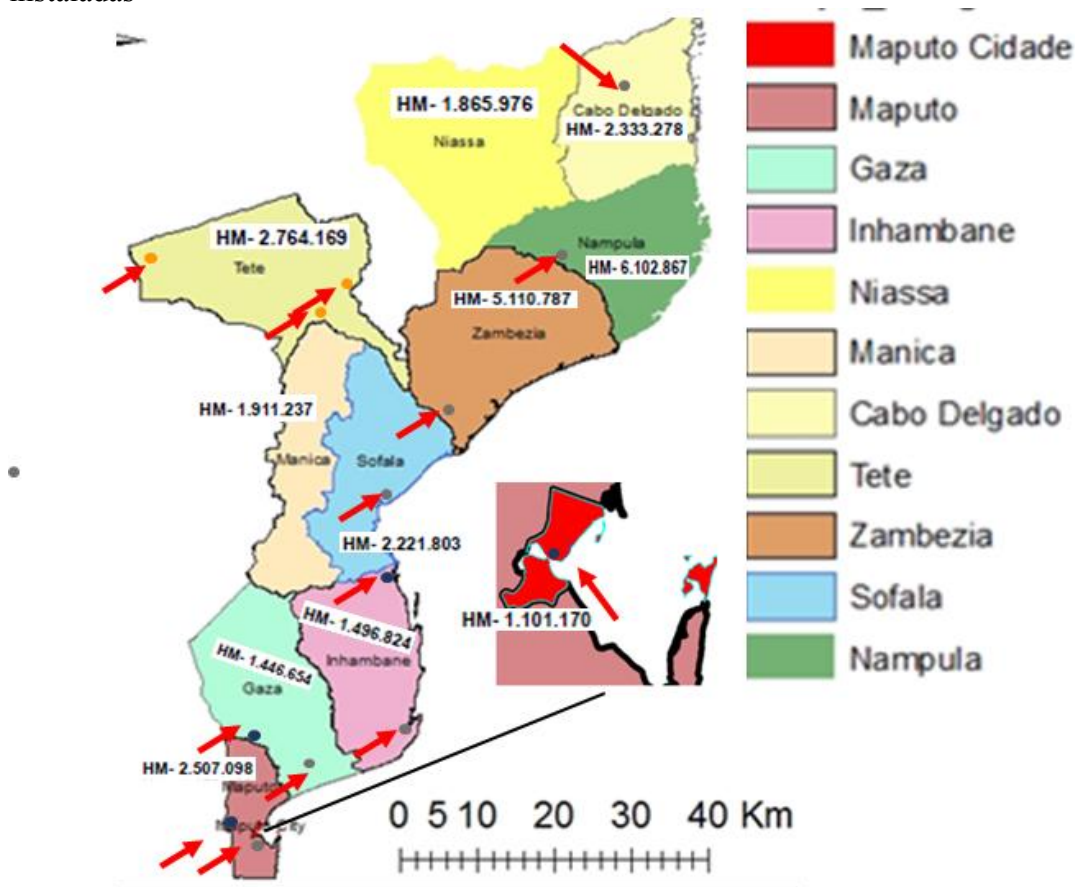 HM- 1.865.976
Niassa
Cabo Delgado
HM- 2.333.278
HM- 2.764.169
Tete
Nampula
HM- 6.102.867
HM- 5.110.787
Zambezia
HM- 1.911.237
Manica
Sofala
HM- 2.221.803
HM- 1.101.170
HM- 1.496.824
Inhambane
HM- 1.446.654
Gaza
HM- 2.507.098
Maputo
City
0 5 10 20 30 40 Km
Maputo Cidade
Maputo
Gaza
Inhambane
Niassa
Manica
Cabo Delgado
Tete
Zambezia
Sofala
Nampula